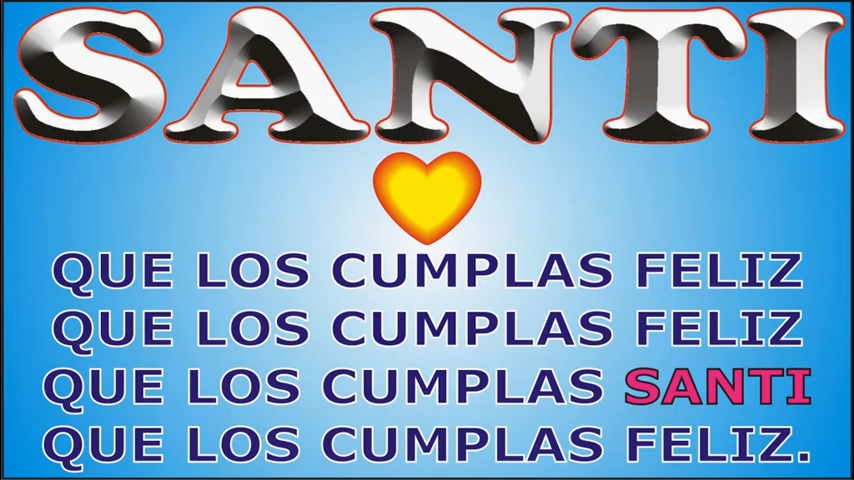 SANTI
QUE LOS CUMPLAS FELIZ
QUE LOS CUMPLAS FELIZ
QUE LOS CUMPLAS SANTI
QUE LOS CUMPLAS FELIZ.